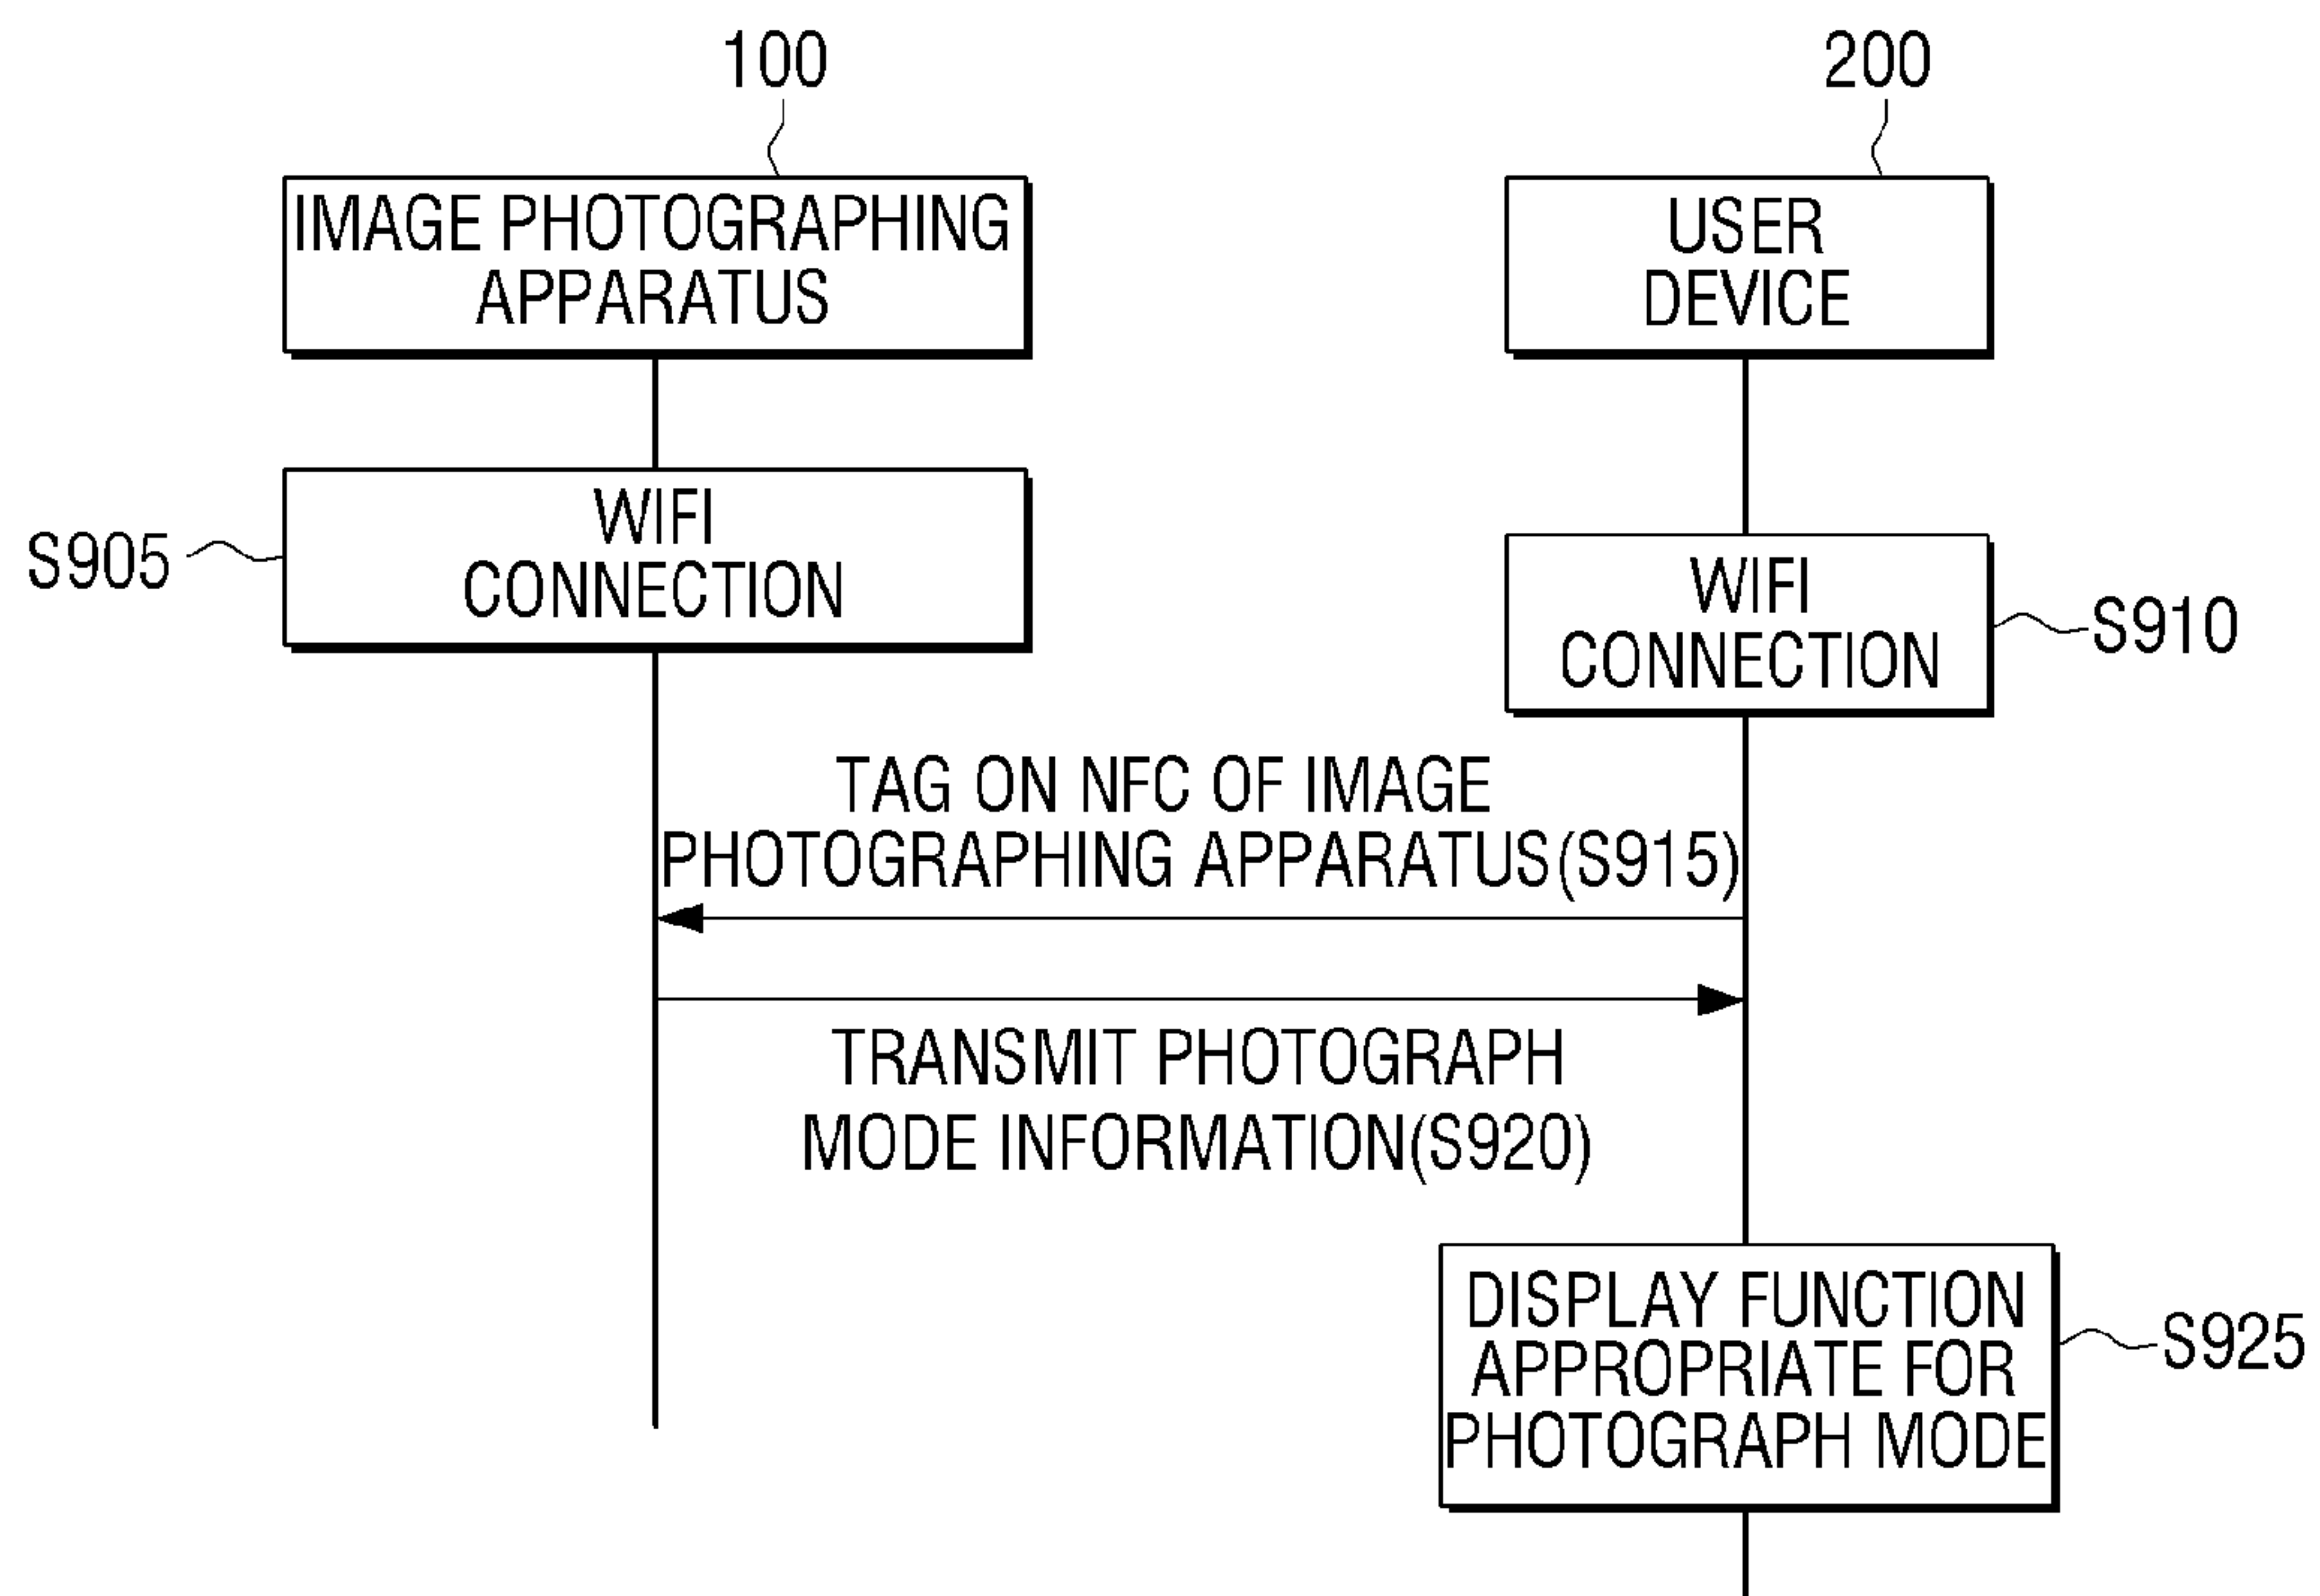 100
200
IMAGE PHOTOGRAPHING
APPARATUS
USER
DEVICE
S905
WIFI
CONNECTION
WIFI
CONNECTION
S910
TAG ON NFC OF IMAGE
PHOTOGRAPHING APPARATUS(S915)
TRANSMIT PHOTOGRAPH
MODE INFORMATION(S920)
DISPLAY FUNCTION
APPROPRIATE FOR
PHOTOGRAPH MODE
S925